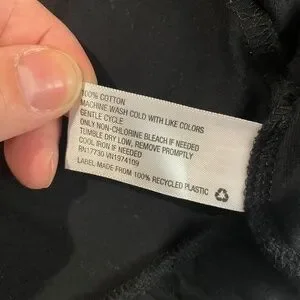 100% COTTON
MACHINE WASH COLD WITH LIKE COLORS
GENTLE CYCLE
ONLY NON-CHLORINE BLEACH IF NEEDED
TUMBLE DRY LOW, REMOVE PROMPTLY
COOL IRON IF NEEDED
RN17730 VN1974109
LABEL MADE FROM 100% RECYCLED PLASTIC